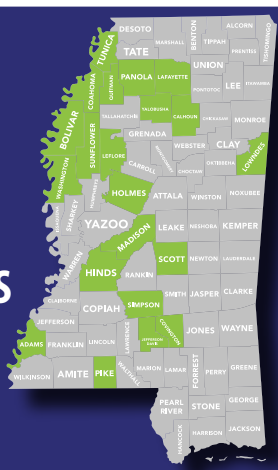 DESOTO
MARSHALL
BENTON
TIPPAH
ALCORN
TISHOMINGO
PRENTISS
TUNICA
TATE
UNION
PANOLA
LAFAYETTE
PONTOTOC
LEE
ITAWAMBA
COAHOMA
QUITMAN
YALOBUSHA
CALHOUN
CHICKASAW
MONROE
TALLAHATCHIE
BOLIVAR
SUNFLOWER
GRENADA
WEBSTER
CLAY
LEFLORE
CARROLL
MONTGOMERY
CHOCTAW
OKTIBBEHA
LOWNDES
WASHINGTON
HUMPHREYS
HOLMES
ATTALA
WINSTON
NOXUBEE
SHARKEY
YAZOO
MADISON
LEAKE
NESHOBA
KEMPER
WARREN
S
HINDS
RANKIN
SCOTT
NEWTON
LAUDERDALE
CLAIBORNE
COPIAH
SIMPSON
SMITH
JASPER
CLARKE
JEFFERSON
ADAMS
FRANKLIN
LINCOLN
LAWRENCE
JEFFERSON
DAVIS
COVINGTON
JONES
WAYNE
WILKINSON
AMITE
PIKE
WALTHALL
MARION
LAMAR
FORREST
PERRY
GREENE
PEARL
RIVER
STONE
GEORGE
HANCOCK
HARRISON
JACKSON